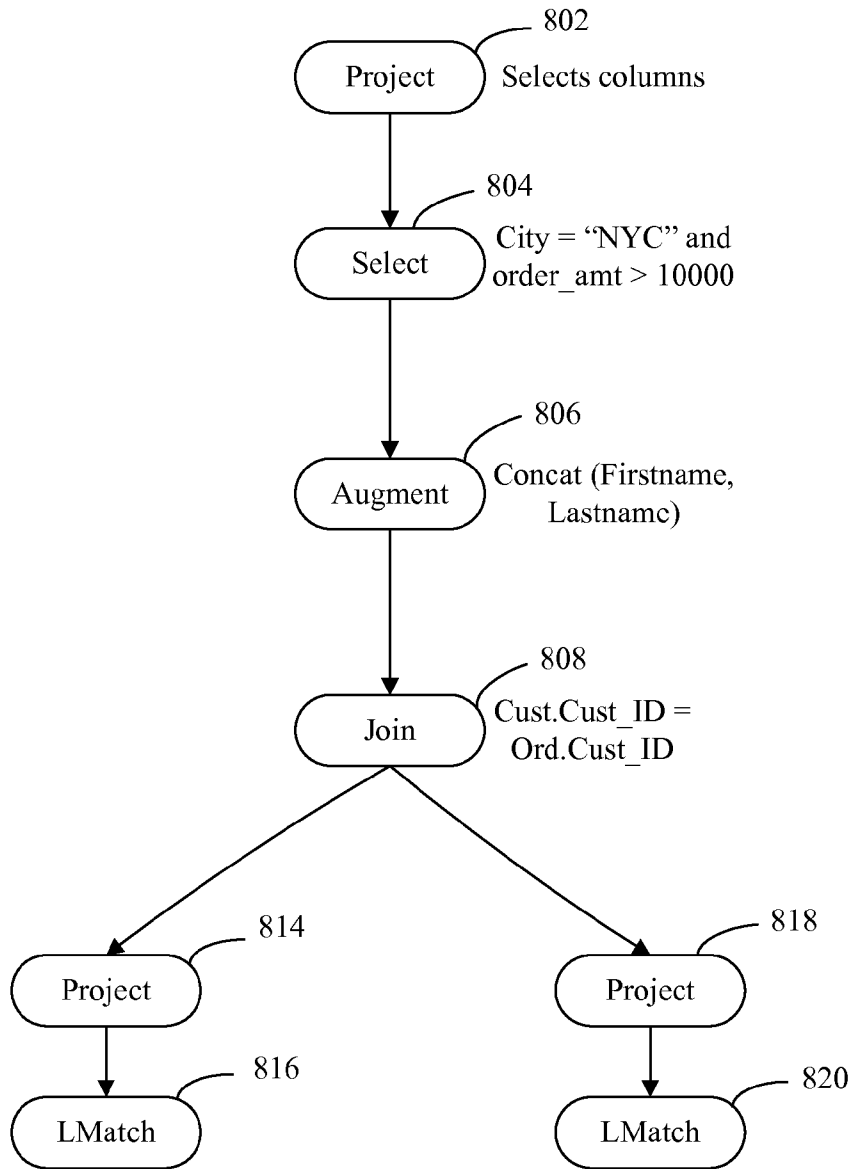 802
Project
Selects columns
804
Select
City = “NYC” and
order_amt > 10000
806
Augment
Concat (Firstname,
Lastname)
808
Join
Cust.Cust_ID =
Ord.Cust_ID
814
Project
818
Project
816
LMatch
820
LMatch